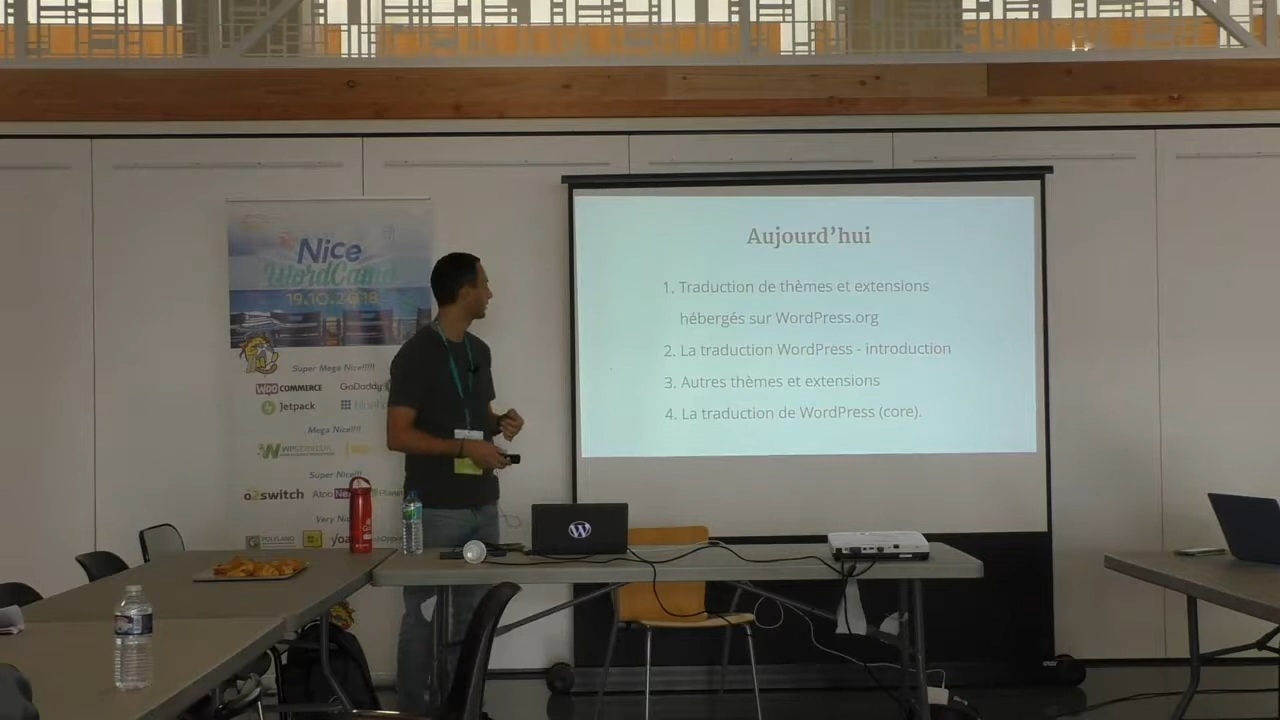 Nice
WordCamp
19.10.2018
Super Mega Nice!!!!
WOO COMMERCE GoDaddy
Jetpack
Mega Nice!!!
Super Nice!!!
o2switch
Very
Aujourd'hui
1. Traduction de thèmes et extensions
hébergés sur WordPress.org
2. La traduction WordPress - introduction
3. Autres thèmes et extensions
4. La traduction de WordPress (core).
W